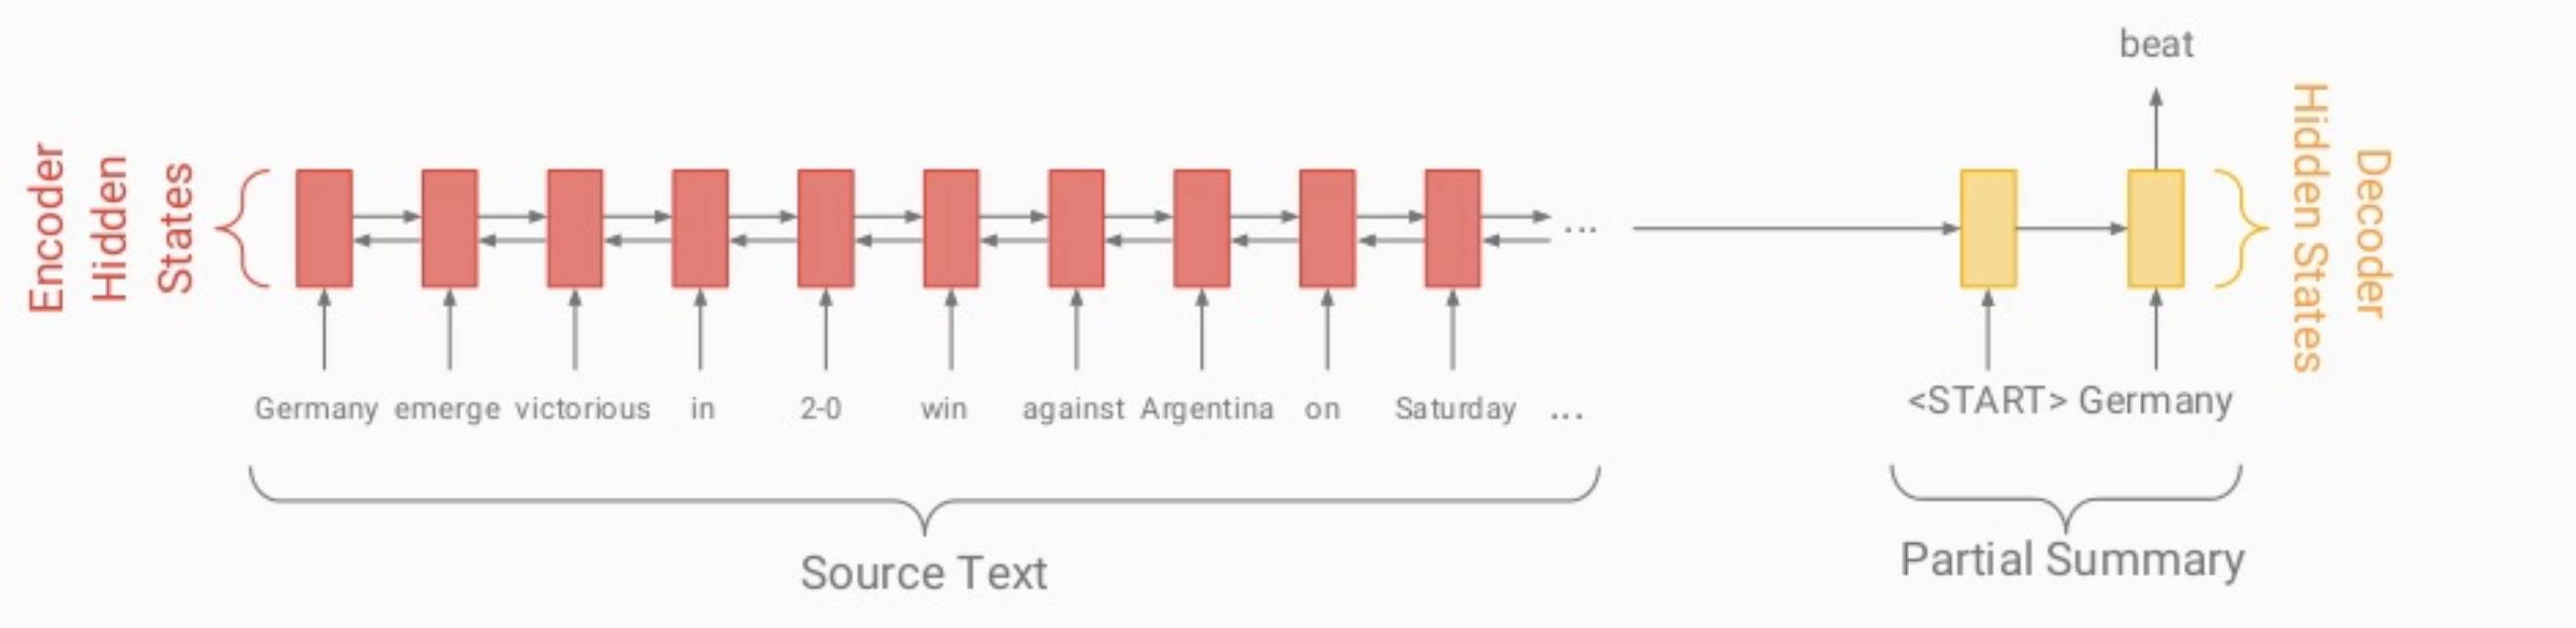 beat
Encoder
Hidden
States
Decoder
Hidden States
Germany emerge victorious in 2-0 win against Argentina on Saturday ...
...
<START> Germany
Source Text
Partial Summary